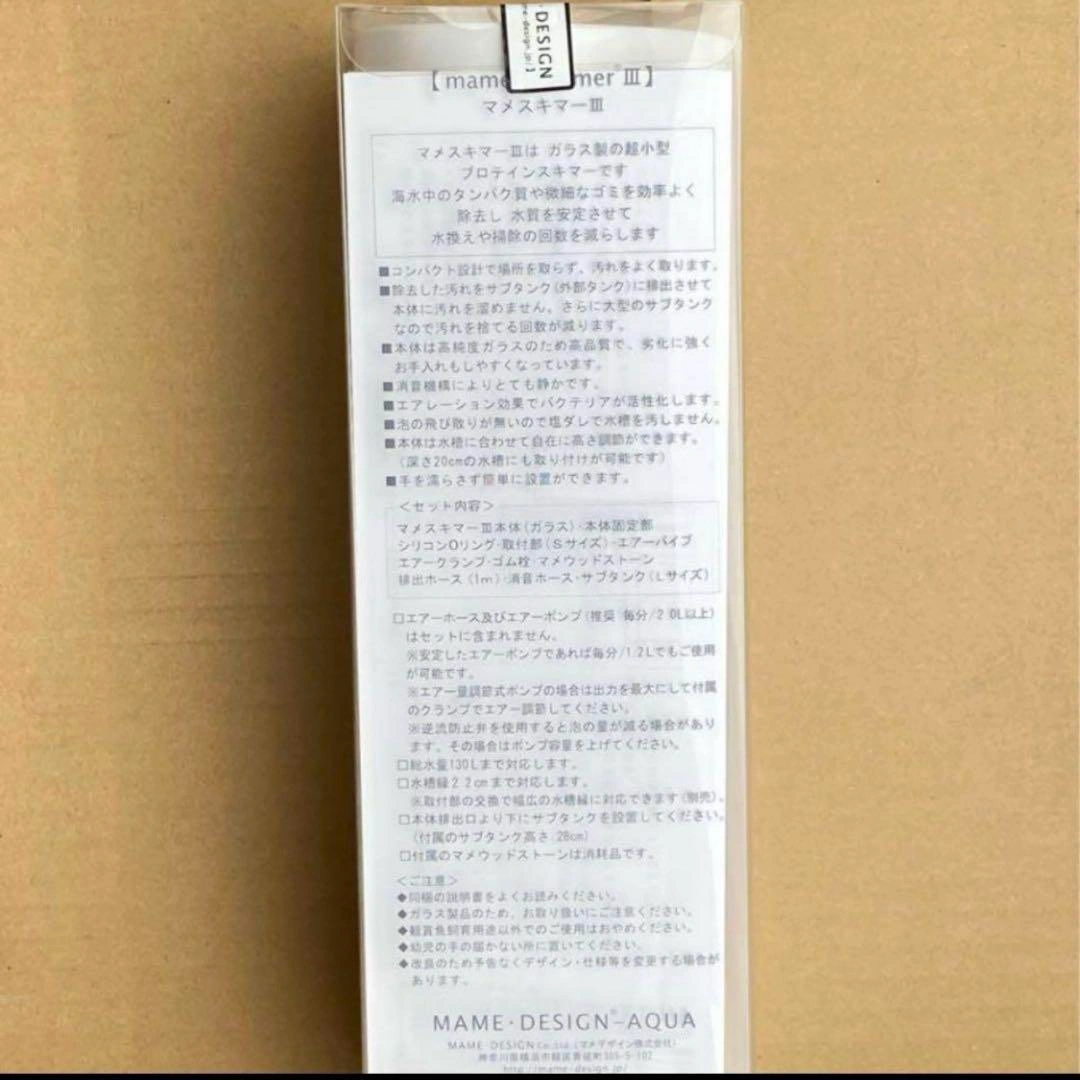 DESIGN
me-design.jp/】
【mame mer®Ⅲ】
マメスキマーⅢ
マメスキマーⅢは ガラス製の超小型
プロテインスキマーです
海水中のタンパク質や微細なゴミを効率よく
除去し 水質を安定させて
水換えや掃除の回数を減らします
■コンパクト設計で場所を取らず、汚れをよく取ります。
■除去した汚れをサブタンク(外部タンク)に排出させて
本体に汚れを溜めません。さらに大型のサブタンク
なので汚れを捨てる回数が減ります。
■本体は高純度ガラスのため高品質で、劣化に強く
お手入れもしやすくなっています。
■消音機構によりとても静かです。
■エアレーション効果でバクテリアが活性化します。
■泡の飛び散りが無いので塩ダレで水槽を汚しません。
■本体は水槽に合わせて自在に高さ調節ができます。
(深さ20cmの水槽にも取り付けが可能です)
■手を濡らさず簡単に設置ができます。
<セット内容>
マメスキマーⅢ本体(ガラス)・本体固定部
シリコンOリング・取付部(Sサイズ)・エアーパイプ
エアークランプ・ゴム栓・マメウッドストーン
排出ホース(1m)・消音ホース・サブタンク(Lサイズ)
□エアーホース及びエアーポンプ(推奨 毎分/2.0L以上)
はセットに含まれません。
※安定したエアーポンプであれば毎分/1.2Lでもご使用
が可能です。
※エアー量調節式ポンプの場合は出力を最大にして付属
のクランプでエアー調節してください。
※逆流防止弁を使用すると泡の量が減る場合があり
ます。その場合はポンプ容量を上げてください。
□総水量130Lまで対応します。
□水槽縁2.2cmまで対応します。
※取付部の交換で幅広の水槽縁に対応できます(別売)。
□本体排出口より下にサブタンクを設置してください。
(付属のサブタンク高さ:28cm)
□付属のマメウッドストーンは消耗品です。
<ご注意>
◆同梱の説明書をよくお読みください。
◆ガラス製品のため、お取り扱いにご注意ください。
◆観賞魚飼育用途以外でのご使用はおやめください。
◆幼児の手の届かない所に置いてください。
◆改良のため予告なくデザイン・仕様等を変更する場合が
あります。
MAME・DESIGN®-AQUA
MAME・DESIGN Co.,Ltd.(マメデザイン株式会社)
神奈川県横浜市緑区青砥町305-5-102
http://mame-design.jp/